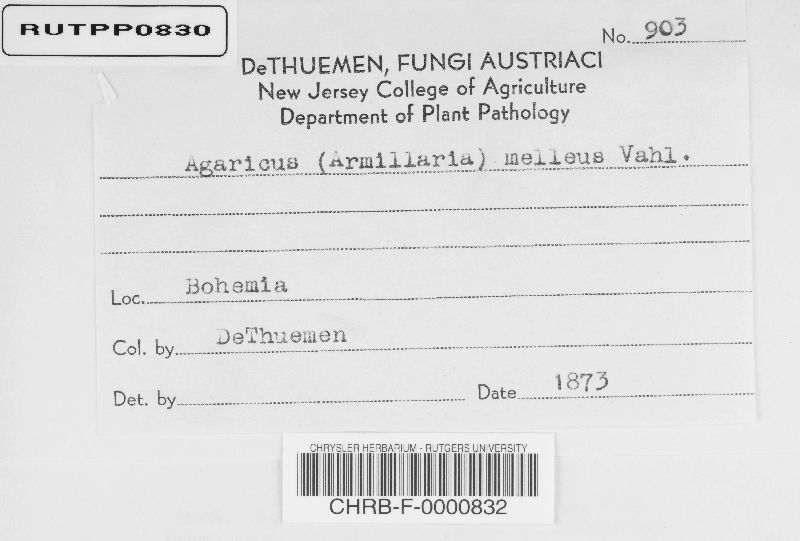 RUTPP0830
No. 903
DeTHUEMEN, FUNGI AUSTRIACI
New Jersey College of Agriculture
Department of Plant Pathology
Agaricus (Armillaria) melleus Vahl.
Loc. Bohemia
Col. by DeThuemen
Det. by Date 1873
CHRYSLER HERBARIUM - RUTGERS UNIVERSITY
CHRB-F-0000832